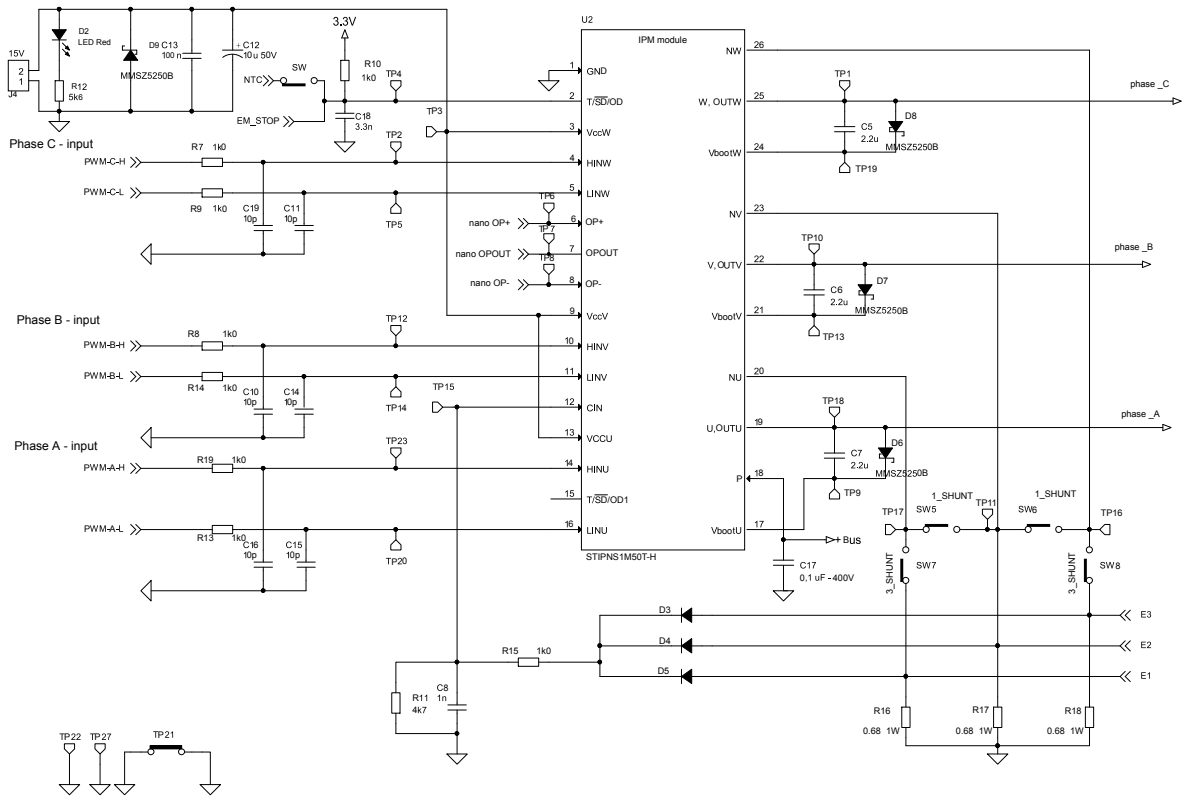 U2
IPM module
STIPNS1M50T-H
15V
2
1
J4
D2
LED Red
R12
5k6
D9
MMSZ5250B
C13
100 n
C12
+
10 u 50V
NTC
SW
EM_STOP
3.3V
R10
1k0
TP4
C18
3.3n
TP3
Phase C - input
PWM-C-H
R7 1k0
TP2
PWM-C-L
R9 1k0
TP5
C19
10p
C11
10p
nano OP+
TP6
nano OPOUT
TP7
nano OP-
TP8
Phase B - input
PWM-B-H
R8 1k0
TP12
PWM-B-L
R14 1k0
TP14
C10
10p
C14
10p
TP15
Phase A - input
PWM-A-H
R19 1k0
TP23
PWM-A-L
R13 1k0
TP20
C16
10p
C15
10p
1 GND
2 T/SD/OD
3 VccW
4 HINW
5 LINW
6 OP+
7 OPOUT
8 OP-
9 VccV
10 HINV
11 LINV
12 CIN
13 VCCU
14 HINU
15 T/SD/OD1
16 LINU
NW 26
W, OUTW 25
VbootW 24
NV 23
V, OUTV 22
VbootV 21
NU 20
U,OUTU 19
P 18
VbootU 17
TP1
C5
2.2u
D8
MMSZ5250B
TP19
phase _C
TP10
C6
2.2u
D7
MMSZ5250B
TP13
phase _B
TP18
C7
2.2u
D6
MMSZ5250B
TP9
phase _A
+ Bus
C17
0,1 uF - 400V
TP17
1_SHUNT
SW5
TP11
1_SHUNT
SW6
TP16
3_SHUNT
SW7
3_SHUNT
SW8
D3
E3
D4
E2
D5
E1
R15 1k0
R11
4k7
C8
1n
R16
0.68 1W
R17
0.68 1W
R18
0.68 1W
TP22
TP27
TP21